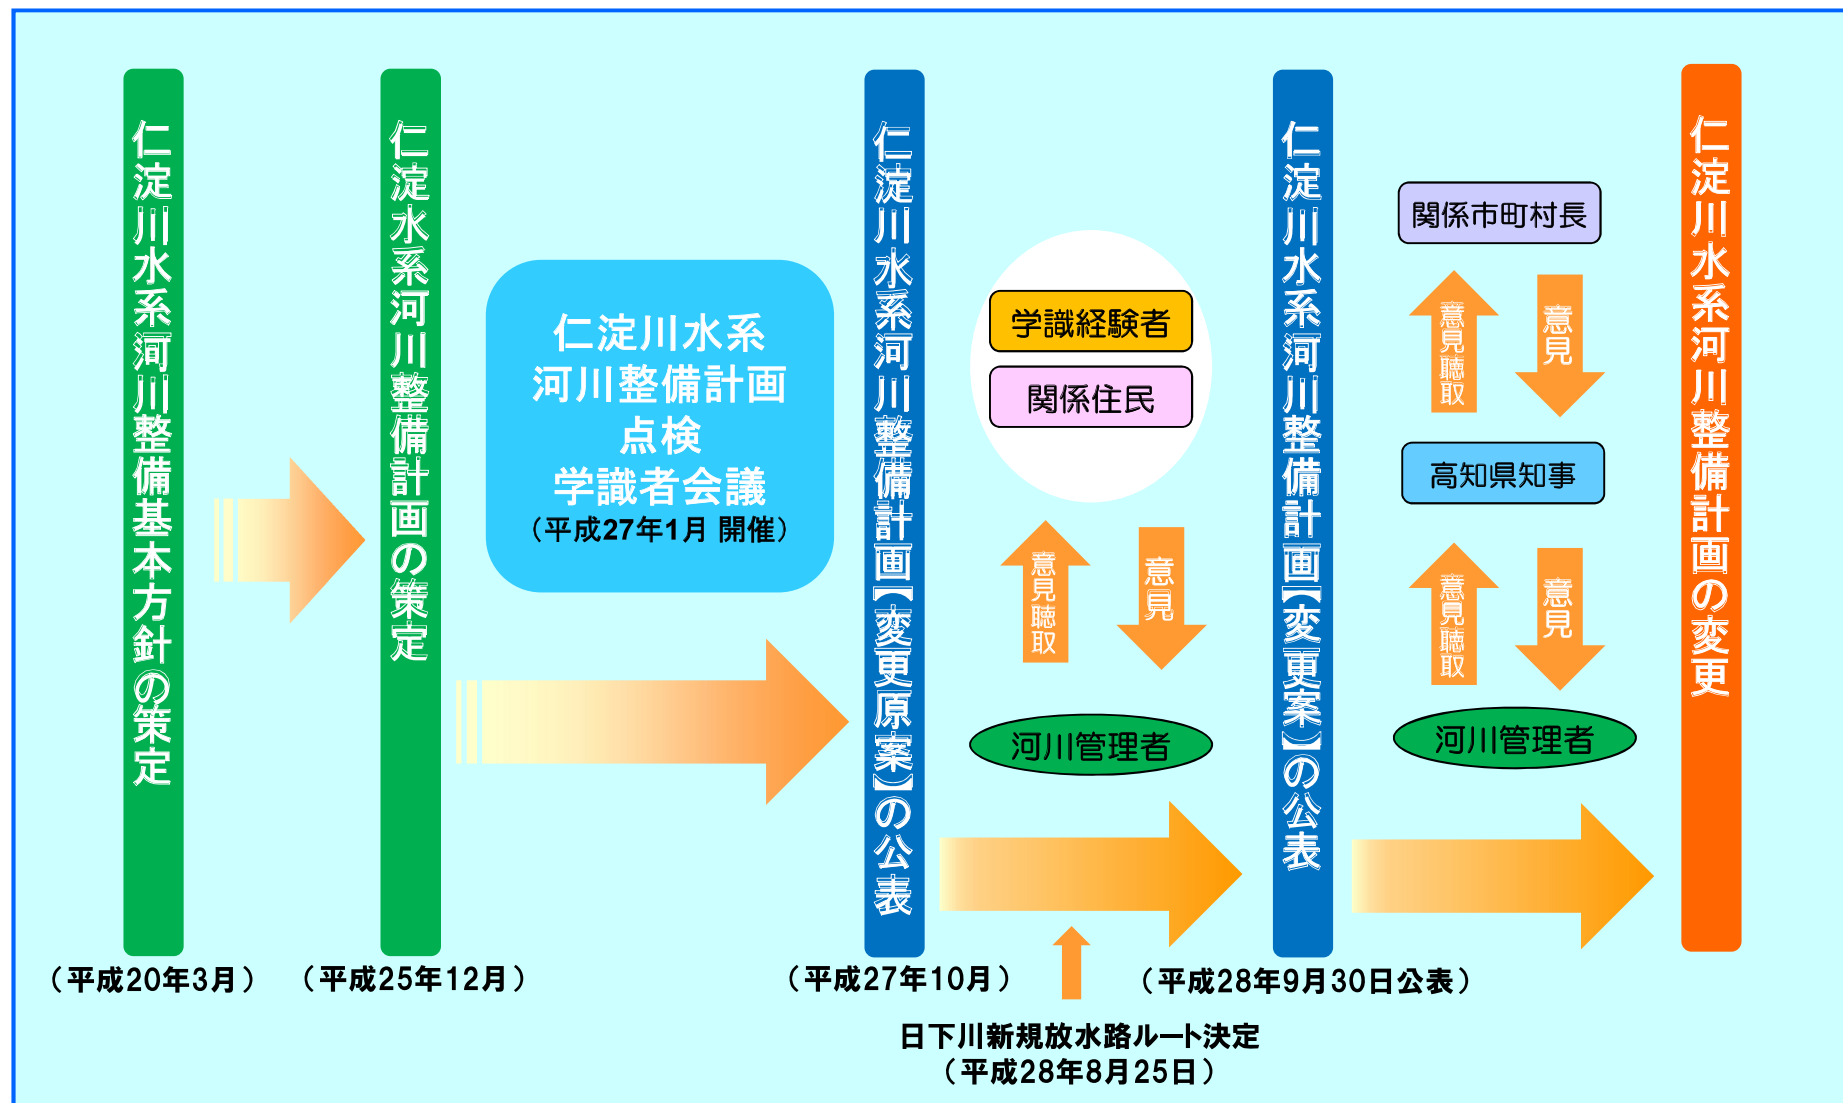 仁淀川水系河川整備基本方針の策定
（平成20年3月）
仁淀水系河川整備計画の策定
（平成25年12月）
仁淀川水系
河川整備計画
点検
学識者会議
（平成27年1月 開催）
仁淀川水系河川整備計画【変更原案】の公表
（平成27年10月）
学識経験者
関係住民
意見聴取
意見
河川管理者
日下川新規放水路ルート決定
（平成28年8月25日）
仁淀川水系河川整備計画【変更案】の公表
（平成28年9月30日公表）
関係市町村長
意見聴取
意見
高知県知事
意見聴取
意見
河川管理者
仁淀川水系河川整備計画の変更